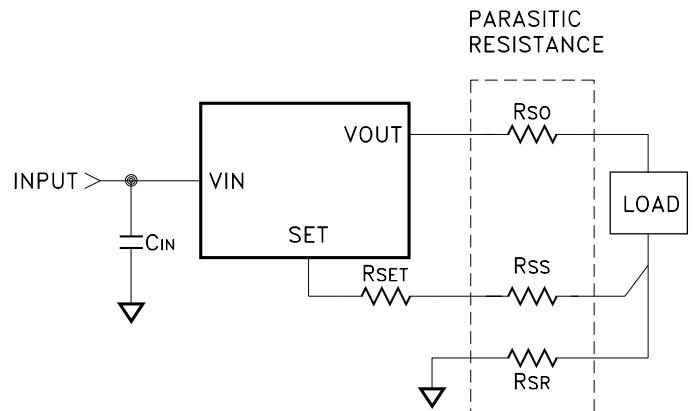 PARASITIC
RESISTANCE
RSO
VOUT
INPUT
VIN
LOAD
CIN
SET
RSET
RSS
RSR